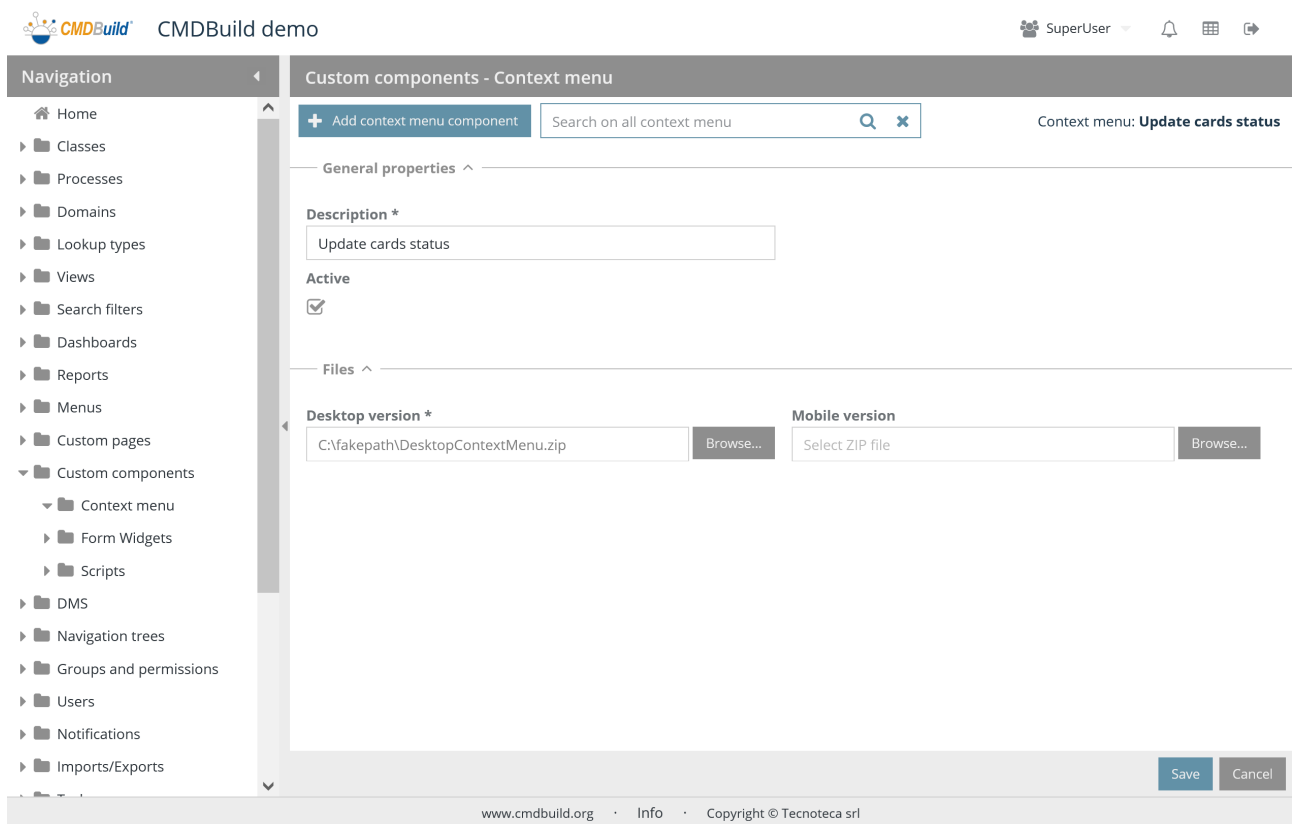 CMDBuild CMDBuild demo SuperUser
Navigation
Custom components - Context menu
Home
Classes
Processes
Domains
Lookup types
Views
Search filters
Dashboards
Reports
Menus
Custom pages
Custom components
Context menu
Form Widgets
Scripts
DMS
Navigation trees
Groups and permissions
Users
Notifications
Imports/Exports
Add context menu component
Search on all context menu
Context menu: Update cards status
General properties
Description *
Update cards status
Active
Files
Desktop version *
C:\fakepath\DesktopContextMenu.zip
Browse...
Mobile version
Select ZIP file
Browse...
Save
Cancel
www.cmdbuild.org · Info · Copyright © Tecnoteca srl